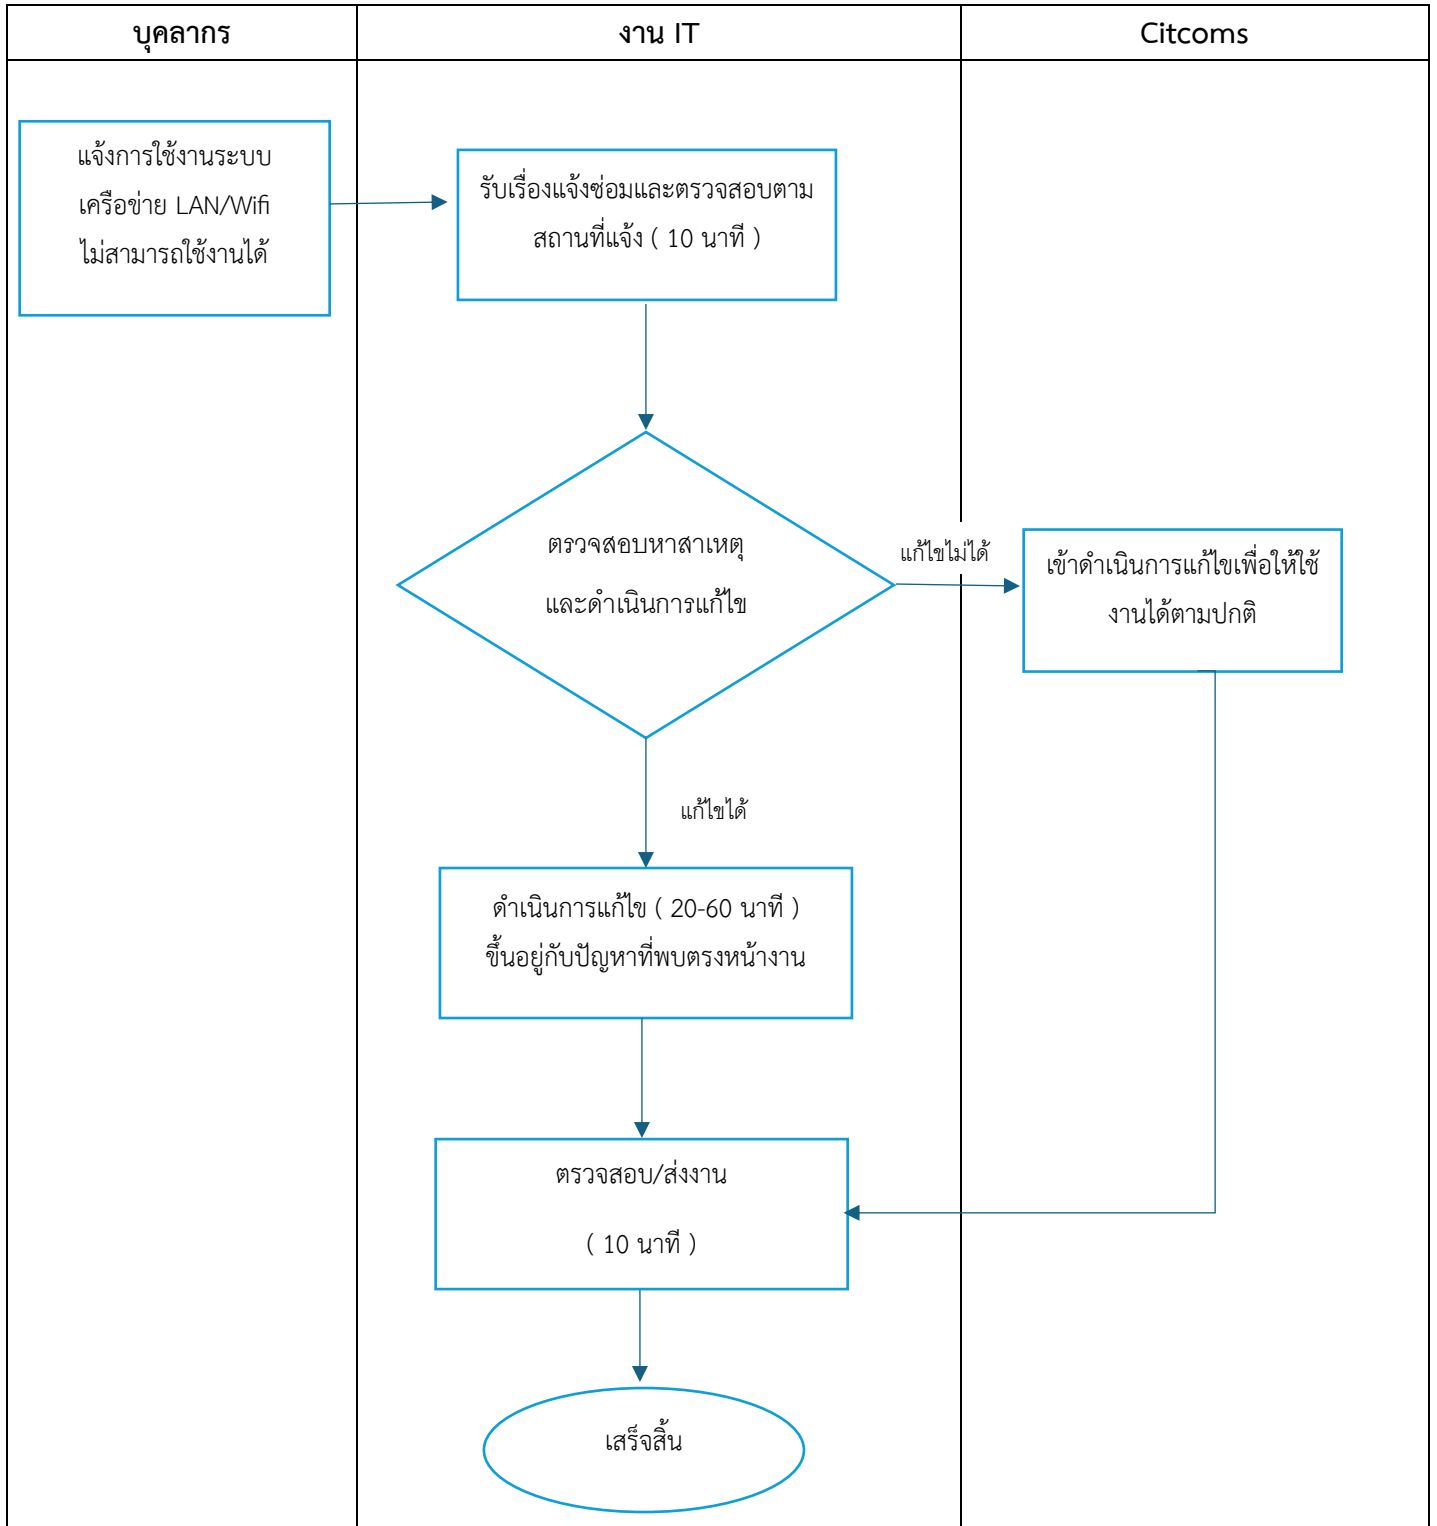 บุคลากร
งาน IT
Citcoms
แจ้งการใช้งานระบบ
เครือข่าย LAN/Wifi
ไม่สามารถใช้งานได้
รับเรื่องแจ้งซ่อมและตรวจสอบตาม
สถานที่แจ้ง ( 10 นาที )
ตรวจสอบหาสาเหตุ
และดำเนินการแก้ไข
แก้ไขไม่ได้
เข้าดำเนินการแก้ไขเพื่อให้ใช้
งานได้ตามปกติ
แก้ไขได้
ดำเนินการแก้ไข ( 20-60 นาที )
ขึ้นอยู่กับปัญหาที่พบตรงหน้างาน
ตรวจสอบ/ส่งงาน
( 10 นาที )
เสร็จสิ้น